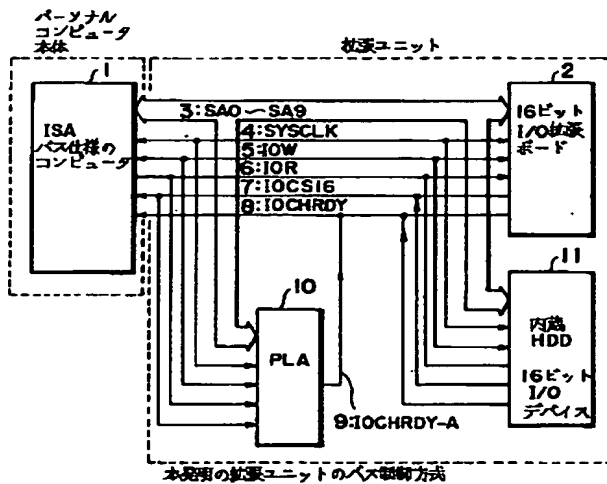 パーソナル
コンピュータ
本体
拡張ユニット
1
2
ISA
バス仕様の
コンピュータ
3:SA0〜SA9
4:SYSCLK
5:IOW
6:IOR
7:IOCS16
8:IOCHRDY
16ビット
I/O拡張
ボード
10
PLA
9:IOCHRDY-A
11
内蔵
HDD
16ビット
I/O
デバイス
本発明の拡張ユニットのバス制御方式